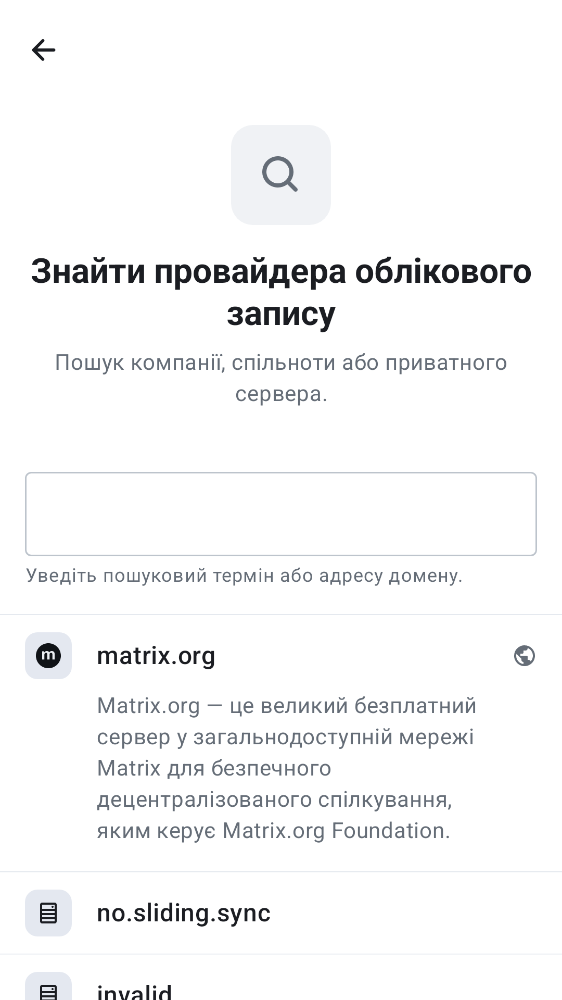 Знайти провайдера облікового
запису
Пошук компанії, спільноти або приватного
сервера.
Уведіть пошуковий термін або адресу домену.
m
matrix.org
Matrix.org — це великий безплатний
сервер у загальнодоступній мережі
Matrix для безпечного
децентралізованого спілкування,
яким керує Matrix.org Foundation.
no.sliding.sync
invalid